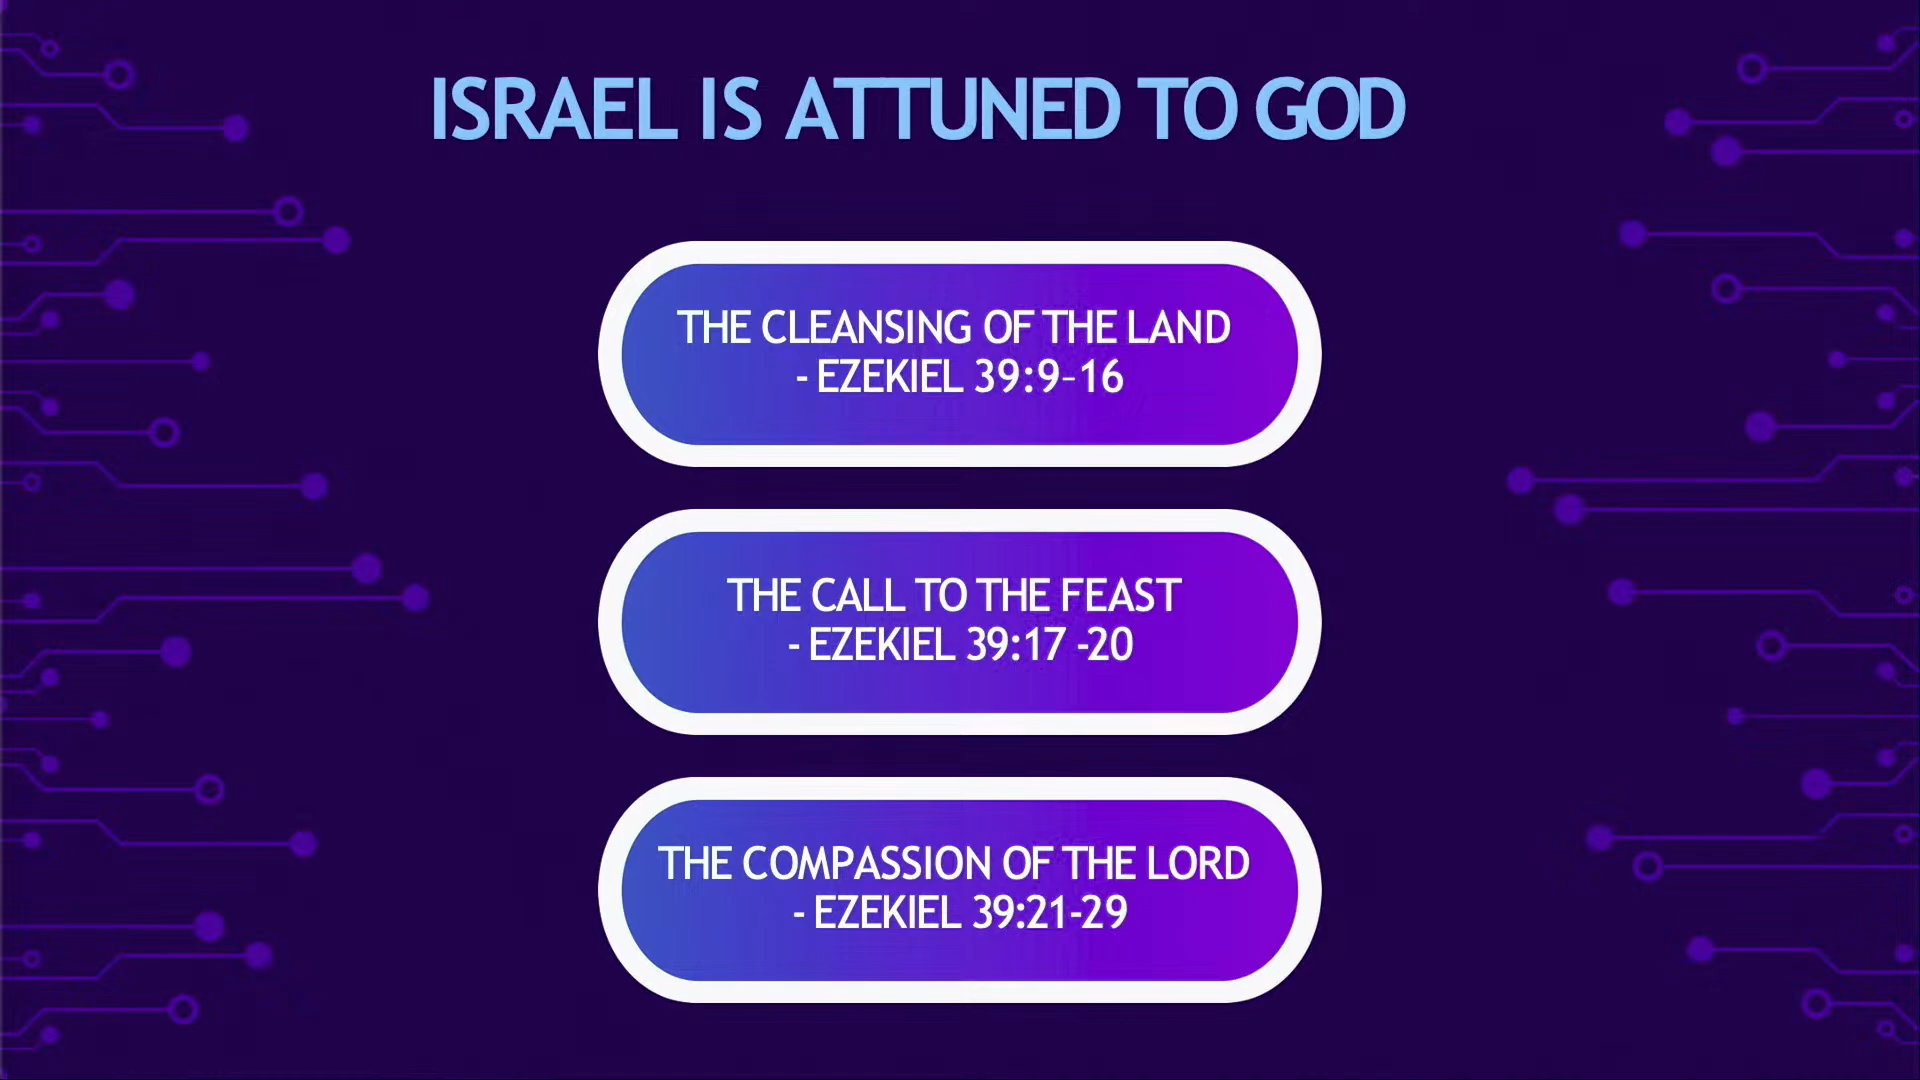 ISRAEL IS ATTUNED TO GOD
THE CLEANSING OF THE LAND
- EZEKIEL 39:9-16
THE CALL TO THE FEAST
- EZEKIEL 39:17 -20
THE COMPASSION OF THE LORD
- EZEKIEL 39:21-29